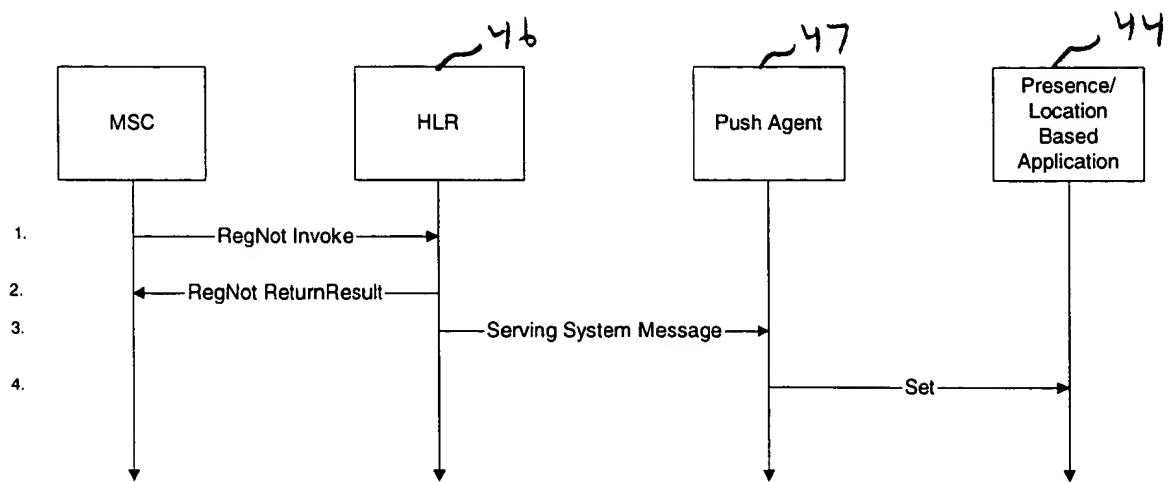 46
47
44
MSC
HLR
Push Agent
Presence/
Location
Based
Application
1.
RegNot Invoke
2.
RegNot ReturnResult
3.
Serving System Message
4.
Set